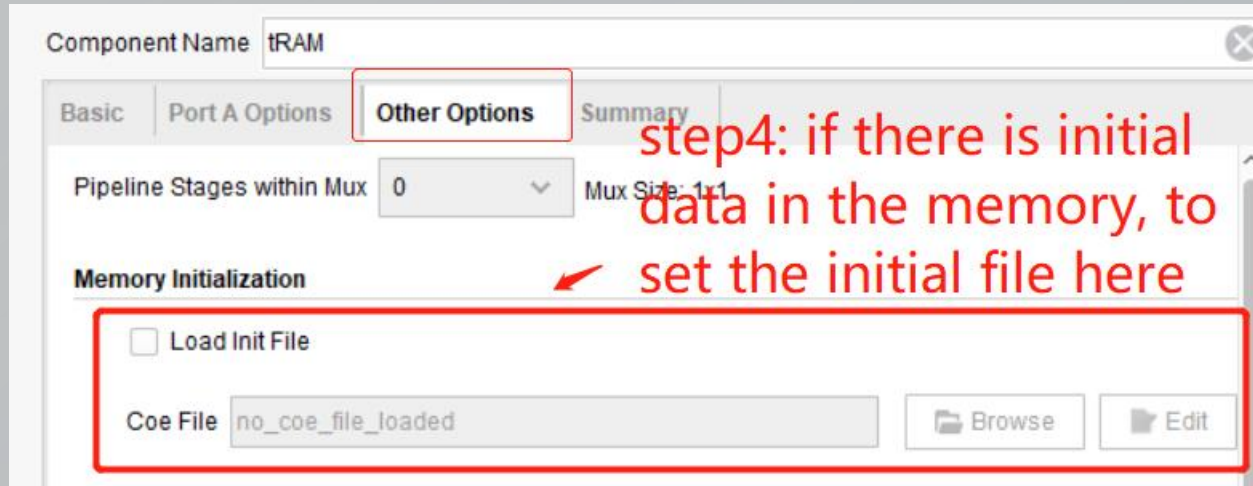 Component Name tRAM
Basic Port A Options Other Options Summary
step4: if there is initial
data in the memory, to
set the initial file here
Pipeline Stages within Mux 0 Mux Size: 1x1
Memory Initialization
Load Init File
Coe File no_coe_file_loaded Browse Edit